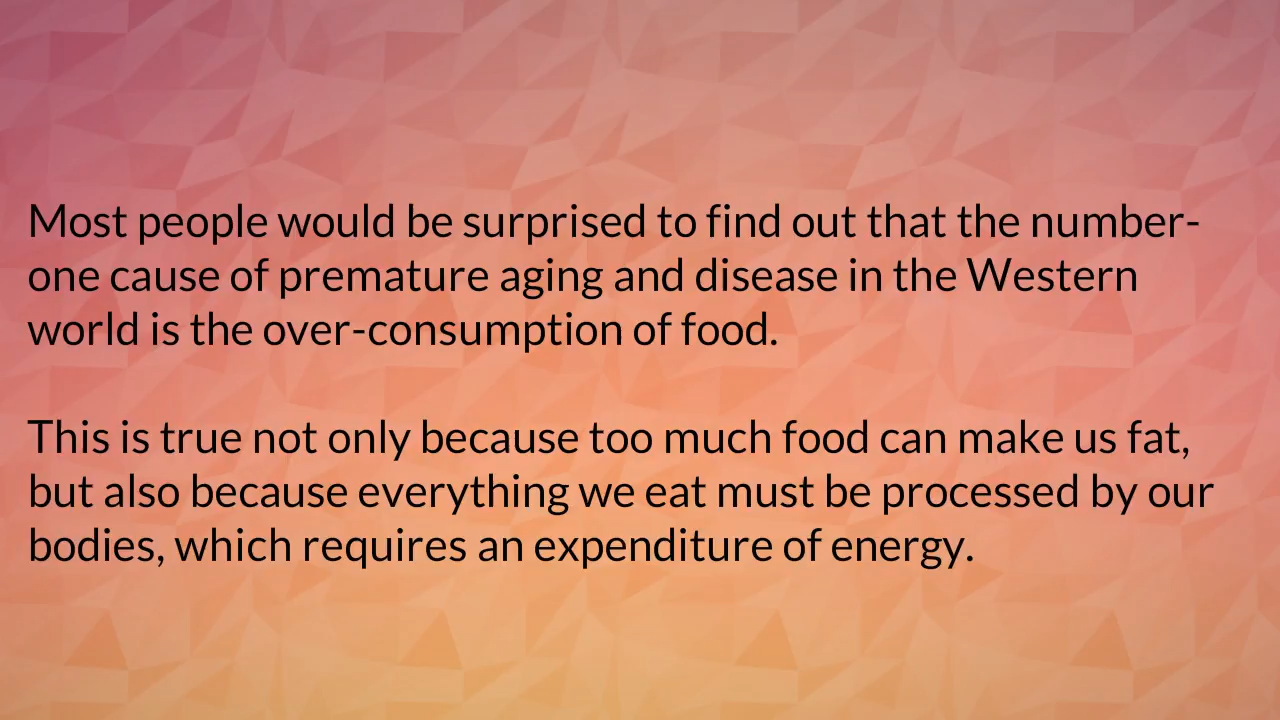 Most people would be surprised to find out that the number-
one cause of premature aging and disease in the Western
world is the over-consumption of food.
This is true not only because too much food can make us fat,
but also because everything we eat must be processed by our
bodies, which requires an expenditure of energy.